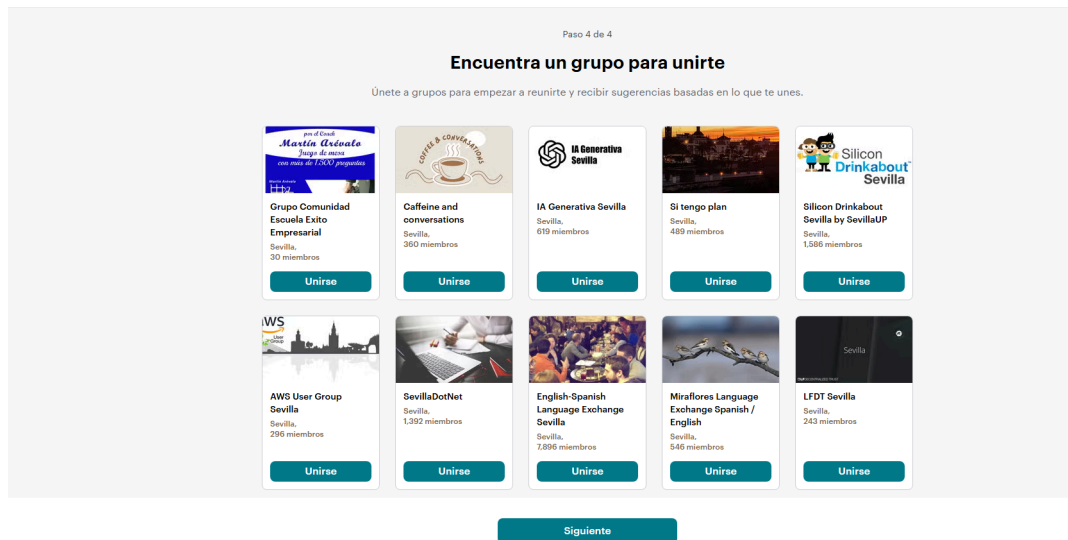 Paso 4 de 4
Encuentra un grupo para unirte
Únete a grupos para empezar a reunirte y recibir sugerencias basadas en lo que te unes.
por el Coach
Martín Arévalo
Juego de mesa
con más de 1500 preguntas
COFFEE & CONVERSATIONS
IA Generativa
Sevilla
Silicon
Drinkabout
Sevilla
Grupo Comunidad
Escuela Exito
Empresarial
Sevilla,
30 miembros
Unirse
Caffeine and
conversations
Sevilla,
360 miembros
Unirse
IA Generativa Sevilla
Sevilla,
619 miembros
Unirse
Si tengo plan
Sevilla,
489 miembros
Unirse
Silicon Drinkabout
Sevilla by SevillaUP
Sevilla,
1,586 miembros
Unirse
WS
User
Group
AWS User Group
Sevilla
Sevilla,
296 miembros
Unirse
SevillaDotNet
Sevilla,
1,392 miembros
Unirse
English-Spanish
Language Exchange
Sevilla
Sevilla,
7,896 miembros
Unirse
Miraflores Language
Exchange Spanish /
English
Sevilla,
546 miembros
Unirse
Sevilla
LFDT Sevilla
Sevilla,
243 miembros
Unirse
Siguiente